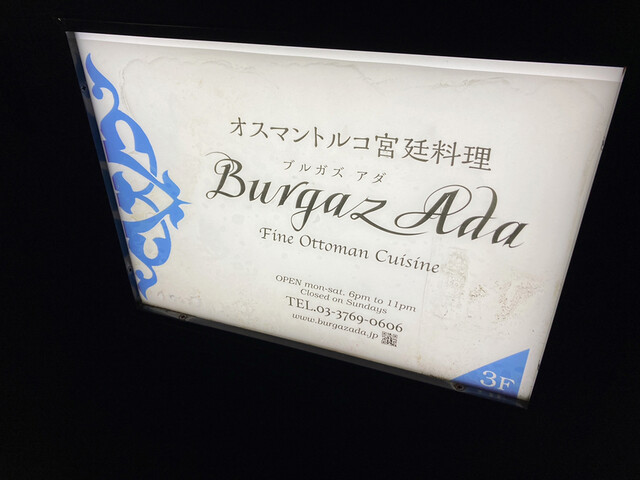 オスマントルコ宮廷料理
ブルガズ アダ
Burgaz Ada
Fine Ottoman Cuisine
OPEN mon-sat. 6pm to 11pm
Closed on Sundays
TEL.03-3769-0606
www.burgazada.jp
3F